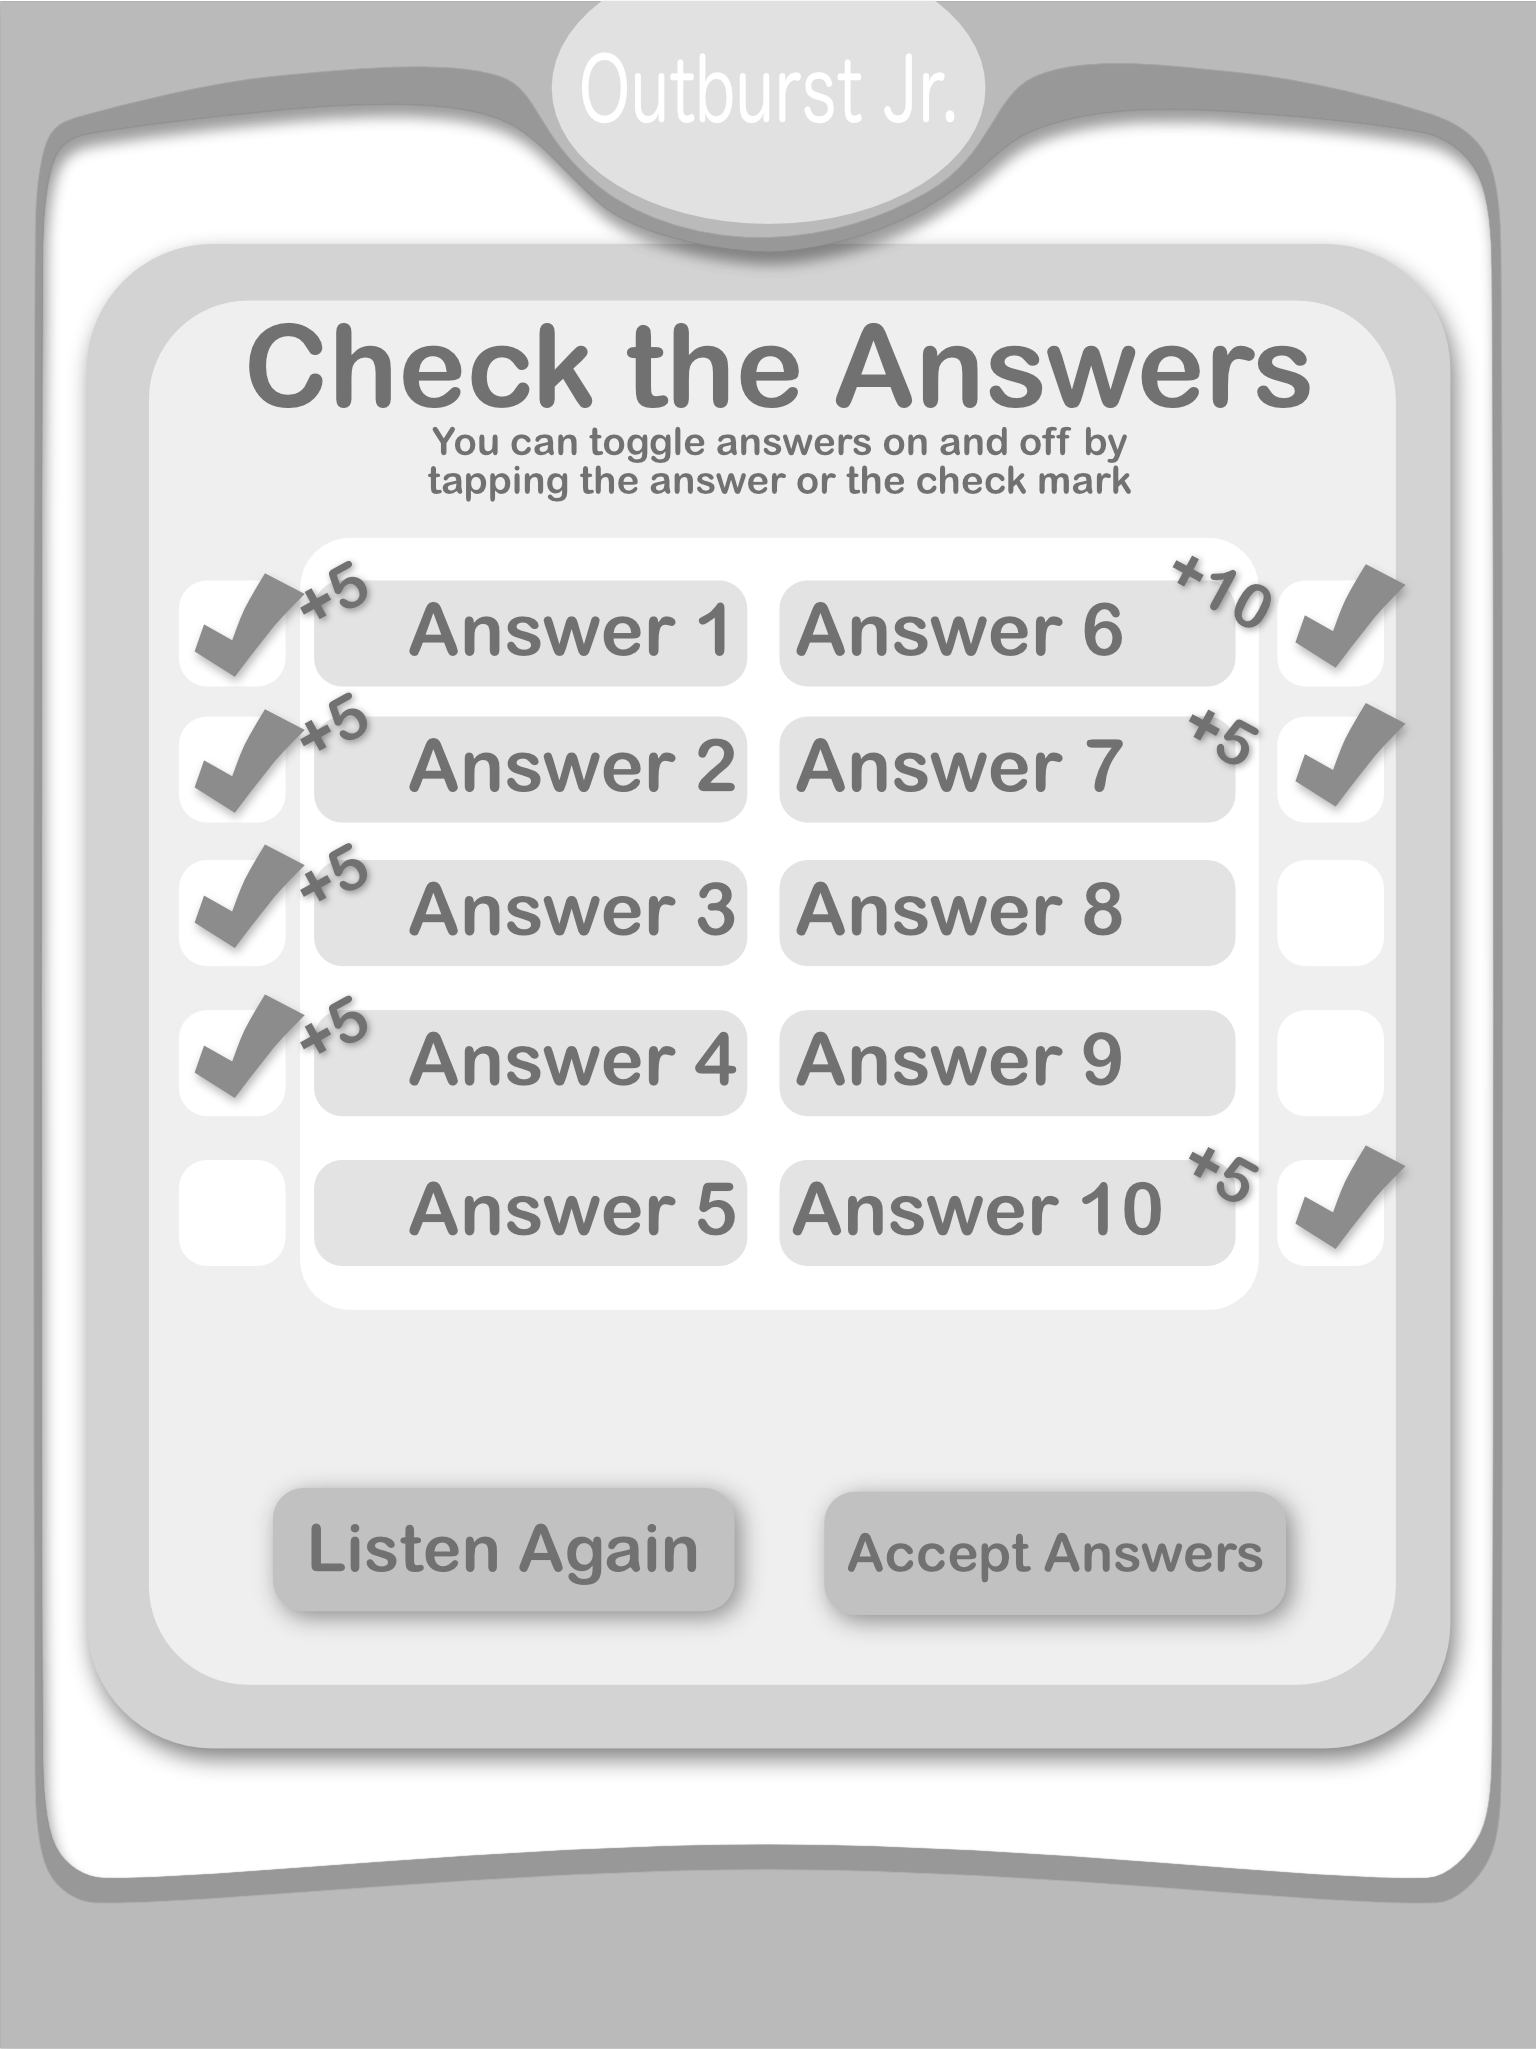 Outburst Jr.
Check the Answers
You can toggle answers on and off by
tapping the answer or the check mark
+5 Answer 1
Answer 6 +10
+5 Answer 2
Answer 7 +5
+5 Answer 3
Answer 8
+5 Answer 4
Answer 9
Answer 5
Answer 10 +5
Listen Again
Accept Answers